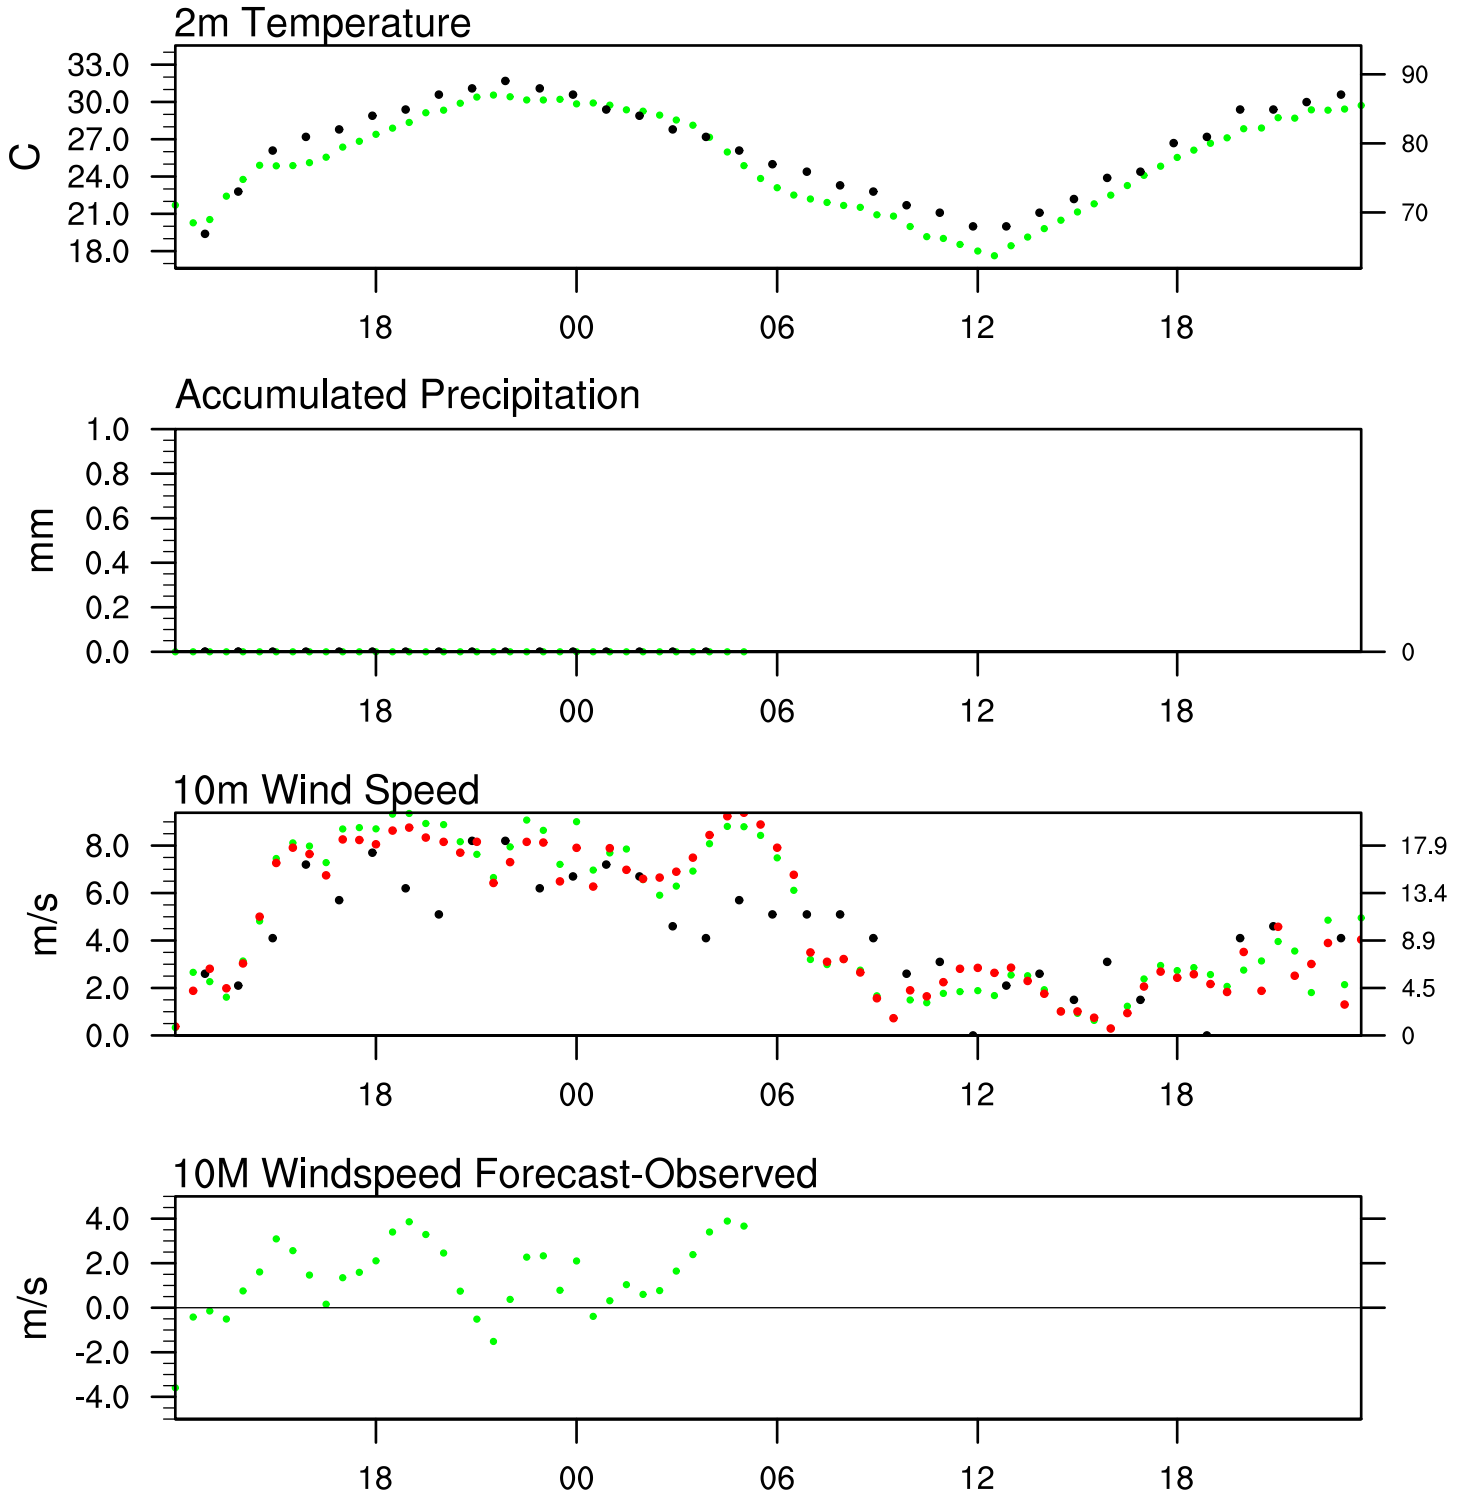 2m Temperature
33.0
30.0
27.0
24.0
21.0
18.0
C
90
80
70
18 00 06 12 18
Accumulated Precipitation
1.0
0.8
0.6
0.4
0.2
0.0
mm
0
18 00 06 12 18
10m Wind Speed
8.0
6.0
4.0
2.0
0.0
m/s
17.9
13.4
8.9
4.5
0
18 00 06 12 18
10M Windspeed Forecast-Observed
4.0
2.0
0.0
-2.0
-4.0
m/s
18 00 06 12 18